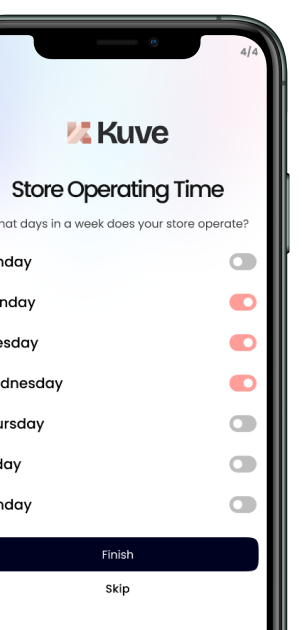 4/4
Kuve
Store Operating Time
hat days in a week does your store operate?
nday
nday
esday
dnesday
ursday
day
nday
Finish
Skip